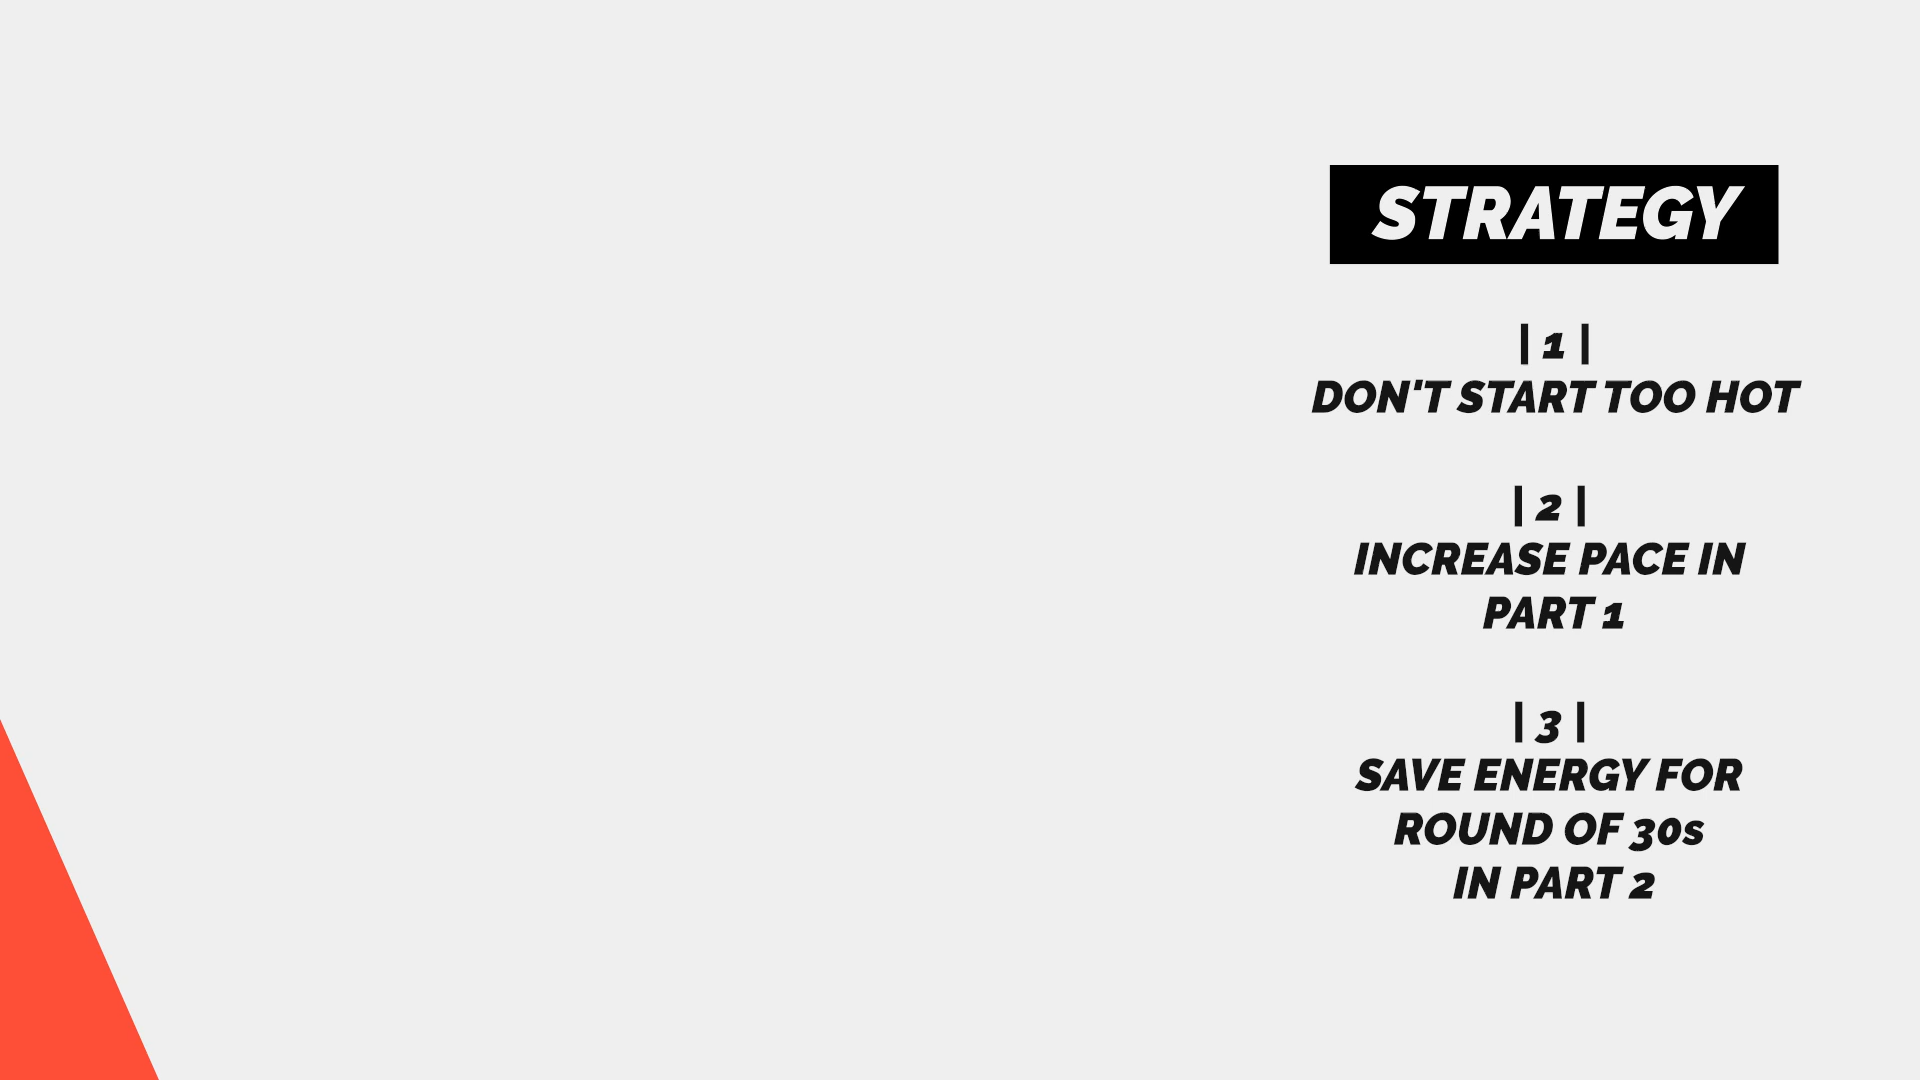 STRATEGY
| 1 |
DON'T START TOO HOT
| 2 |
INCREASE PACE IN
PART 1
| 3 |
SAVE ENERGY FOR
ROUND OF 30s
IN PART 2